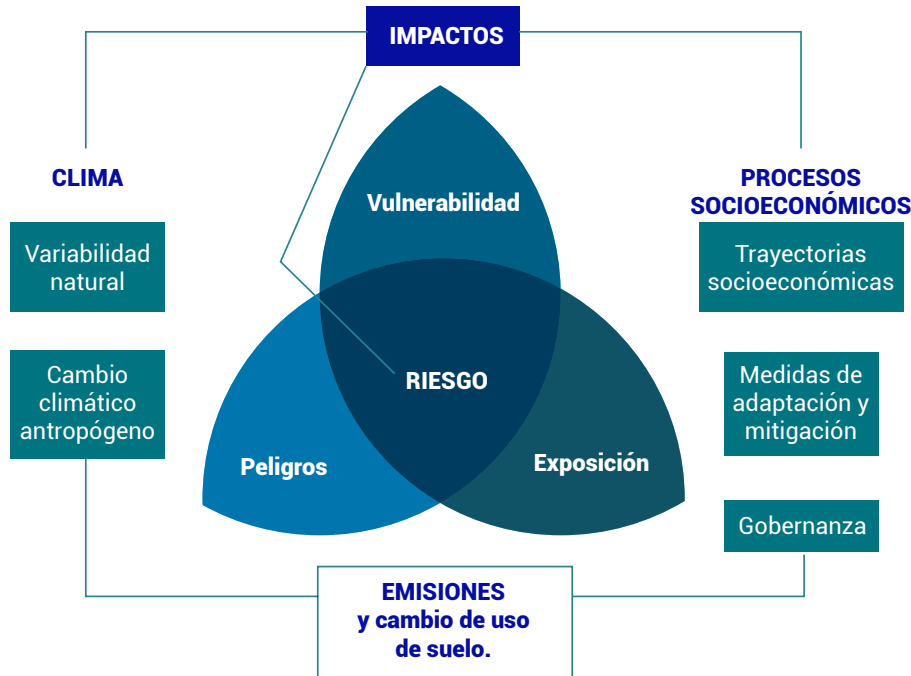 IMPACTOS
CLIMA
Variabilidad
natural
Cambio
climático
antropógeno
Vulnerabilidad
RIESGO
Peligros
Exposición
PROCESOS
SOCIOECONÓMICOS
Trayectorias
socioeconómicas
Medidas de
adaptación y
mitigación
Gobernanza
EMISIONES
y cambio de uso
de suelo.